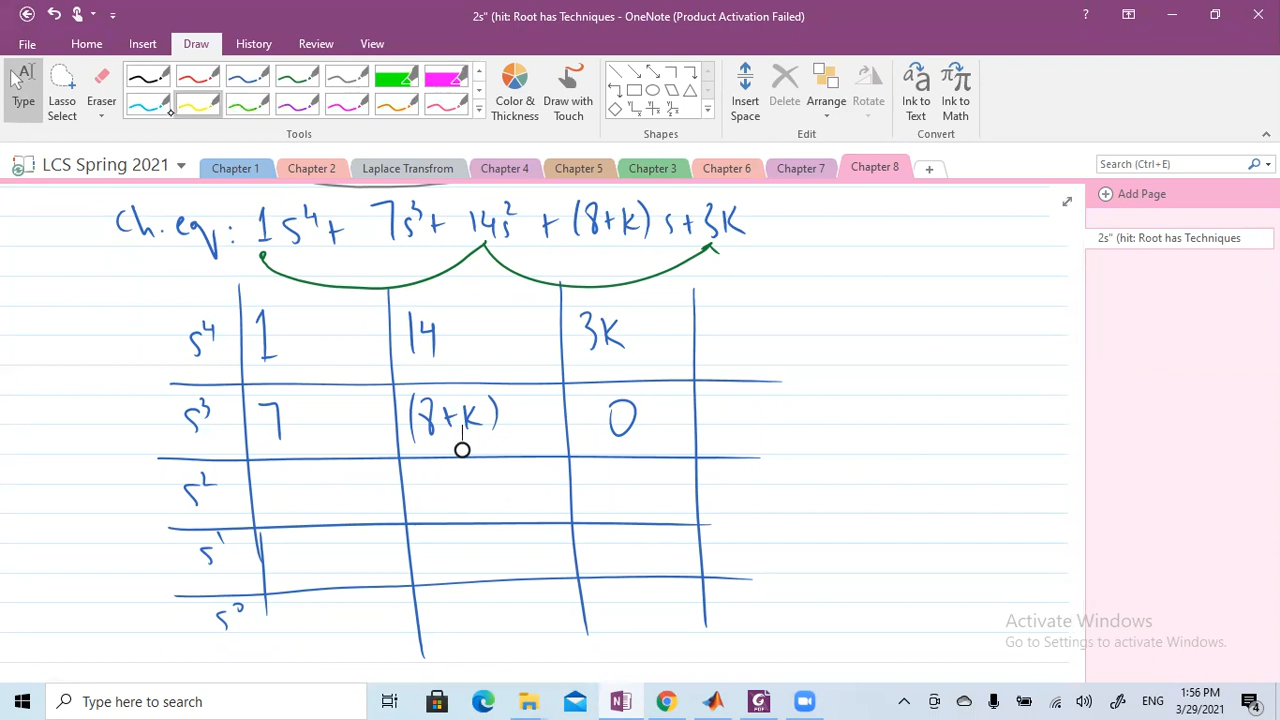 2s" (hit: Root has Techniques - OneNote (Product Activation Failed)
File Home Insert Draw History Review View
Type
Lasso Select
Eraser
Color & Thickness
Draw with Touch
Insert Space
Delete
Arrange
Rotate
Ink to Text
Ink to Math
Tools Shapes Edit Convert
LCS Spring 2021 Chapter 1 Chapter 2 Laplace Transfrom Chapter 4 Chapter 5 Chapter 3 Chapter 6 Chapter 7 Chapter 8 Search (Ctrl+E)
Add Page
2s" (hit: Root has Techniques
Ch. eq: 1 s⁴ + 7s³ + 14s² + (8+k) s + 3K
s⁴ 1 14 3K
s³ 7 (8+k) 0
s²
s¹
s⁰
Activate Windows
Go to Settings to activate Windows.
Type here to search
ENG
1:56 PM
3/29/2021
4